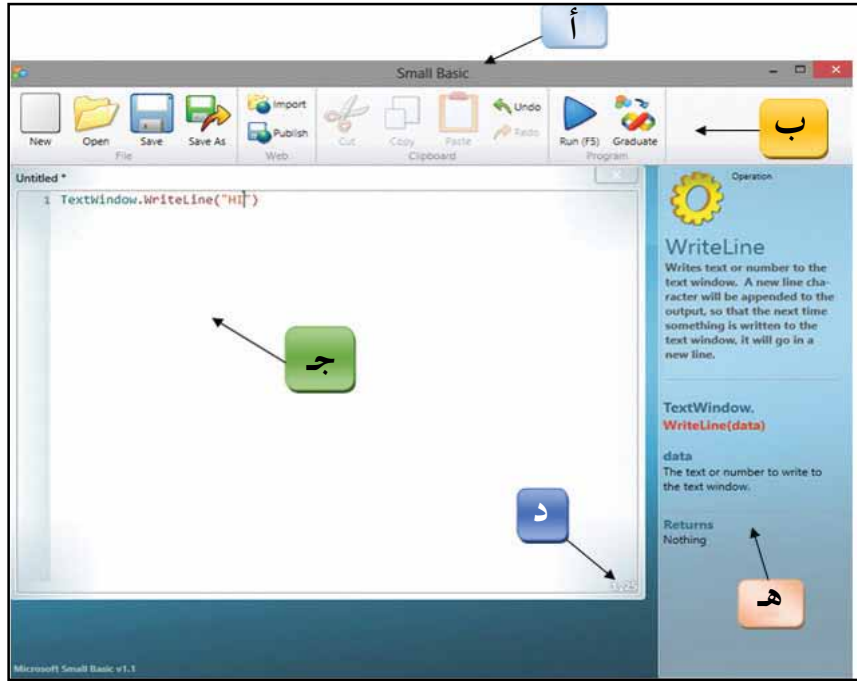 أ
Small Basic
New Open Save Save As Import Publish Cut Copy Paste Undo Redo Run (F5) Graduate
File Web Clipboard Program
ب
Untitled *
1 TextWindow.WriteLine("HI")
Operation
WriteLine
Writes text or number to the
text window. A new line cha-
racter will be appended to the
output, so that the next time
something is written to the
text window, it will go in a
new line.
جـ
TextWindow.
WriteLine(data)
data
The text or number to write to
the text window.
د
Returns
Nothing
هـ
Microsoft Small Basic v1.1